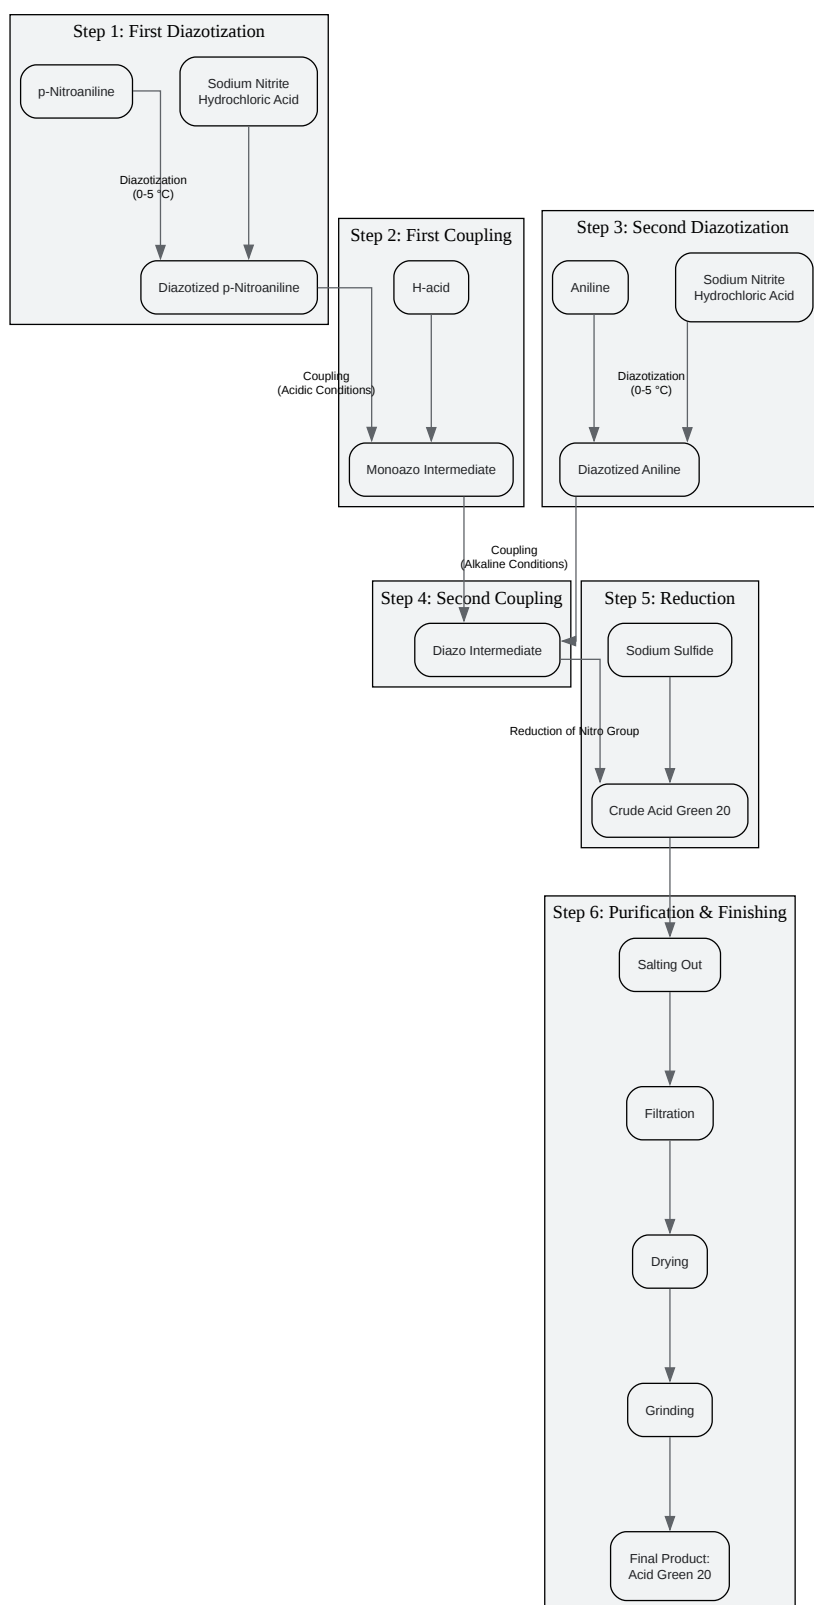 Step 1: First Diazotization
p-Nitroaniline
Sodium Nitrite
Hydrochloric Acid
Diazotization
(0-5 °C)
Diazotized p-Nitroaniline
Step 2: First Coupling
H-acid
Coupling
(Acidic Conditions)
Monoazo Intermediate
Step 3: Second Diazotization
Aniline
Sodium Nitrite
Hydrochloric Acid
Diazotization
(0-5 °C)
Diazotized Aniline
Coupling
(Alkaline Conditions)
Step 4: Second Coupling
Diazo Intermediate
Step 5: Reduction
Sodium Sulfide
Reduction of Nitro Group
Crude Acid Green 20
Step 6: Purification & Finishing
Salting Out
Filtration
Drying
Grinding
Final Product:
Acid Green 20